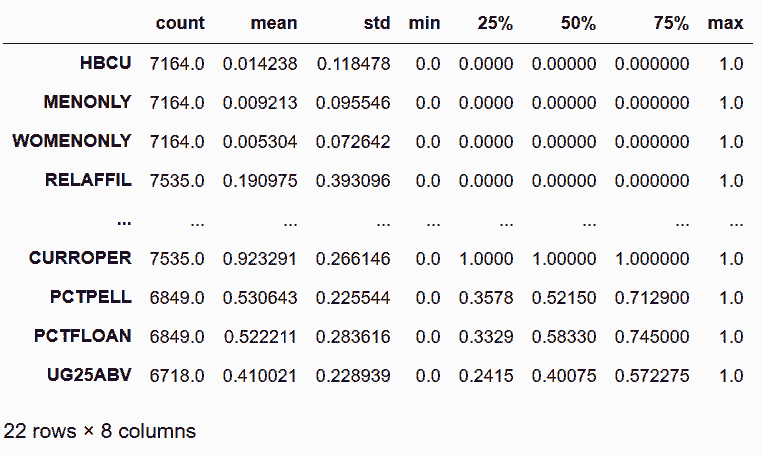 count mean std min 25% 50% 75% max
HBCU 7164.0 0.014238 0.118478 0.0 0.0000 0.00000 0.000000 1.0
MENONLY 7164.0 0.009213 0.095546 0.0 0.0000 0.00000 0.000000 1.0
WOMENONLY 7164.0 0.005304 0.072642 0.0 0.0000 0.00000 0.000000 1.0
RELAFFIL 7535.0 0.190975 0.393096 0.0 0.0000 0.00000 0.000000 1.0
... ... ... ... ... ... ... ... ...
CURROPER 7535.0 0.923291 0.266146 0.0 1.0000 1.00000 1.000000 1.0
PCTPELL 6849.0 0.530643 0.225544 0.0 0.3578 0.52150 0.712900 1.0
PCTFLOAN 6849.0 0.522211 0.283616 0.0 0.3329 0.58330 0.745000 1.0
UG25ABV 6718.0 0.410021 0.228939 0.0 0.2415 0.40075 0.572275 1.0
22 rows × 8 columns